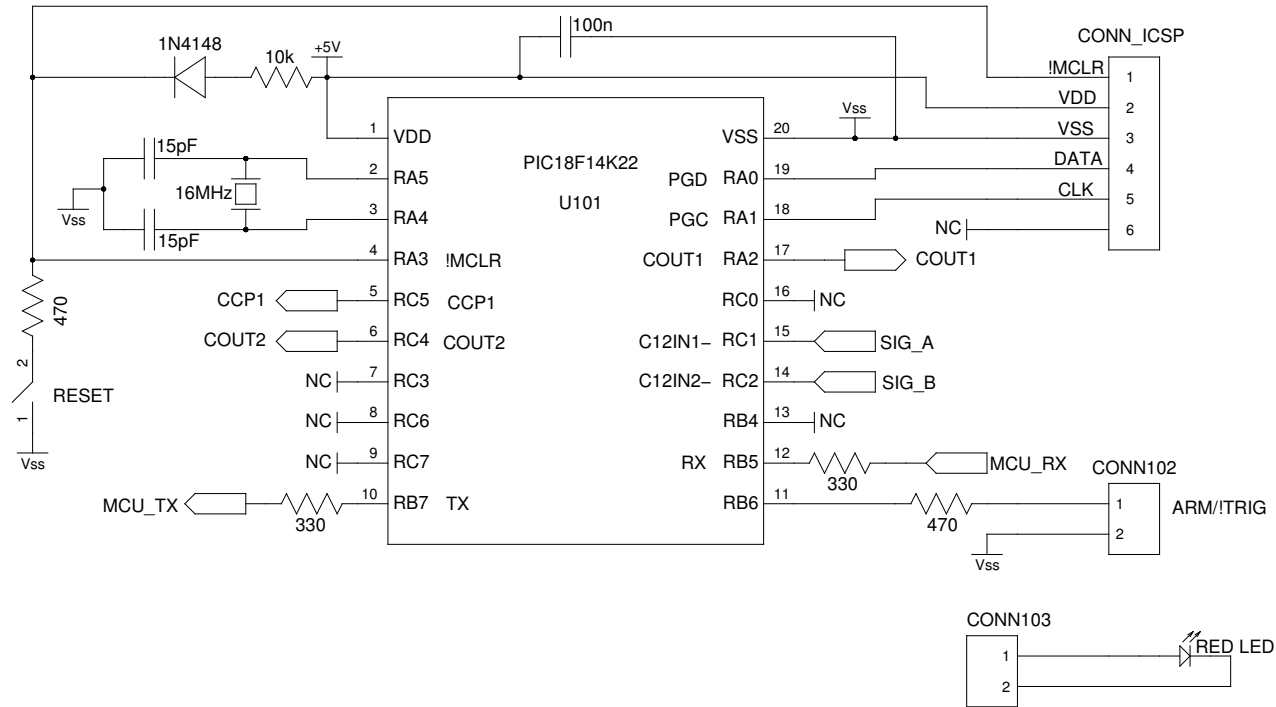 100n
1N4148
10k
+5V
CONN_ICSP
!MCLR 1
VDD 2
VSS 3
DATA 4
CLK 5
NC 6
Vss
15pF
16MHz
15pF
Vss
PIC18F14K22
U101
1 VDD
2 RA5
3 RA4
4 RA3 !MCLR
CCP1 5 RC5 CCP1
COUT2 6 RC4 COUT2
NC 7 RC3
NC 8 RC6
NC 9 RC7
MCU_TX 330 10 RB7 TX
VSS 20
PGD RA0 19
PGC RA1 18
COUT1 RA2 17 COUT1
RC0 16 NC
C12IN1− RC1 15 SIG_A
C12IN2− RC2 14 SIG_B
RB4 13 NC
RX RB5 12 330 MCU_RX
RB6 11 470
470
2
RESET
1
Vss
CONN102
1 ARM/!TRIG
2
Vss
CONN103
1 RED LED
2